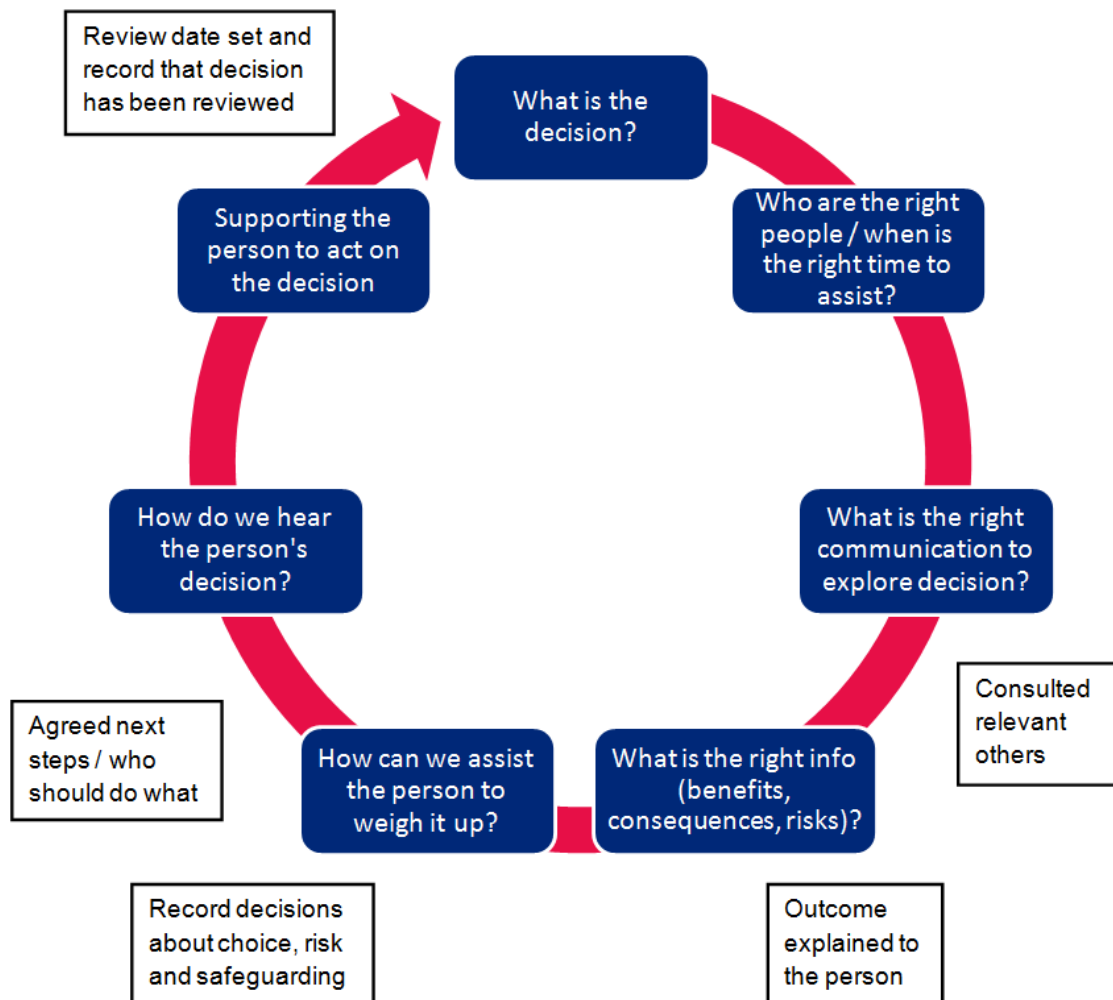 Review date set and
record that decision
has been reviewed
What is the
decision?
Who are the right
people / when is
the right time to
assist?
What is the right
communication to
explore decision?
Consulted
relevant
others
What is the right info
(benefits,
consequences, risks)?
Outcome
explained to
the person
How can we assist
the person to
weigh it up?
Record decisions
about choice, risk
and safeguarding
Agreed next
steps / who
should do what
How do we hear
the person's
decision?
Supporting the
person to act on
the decision